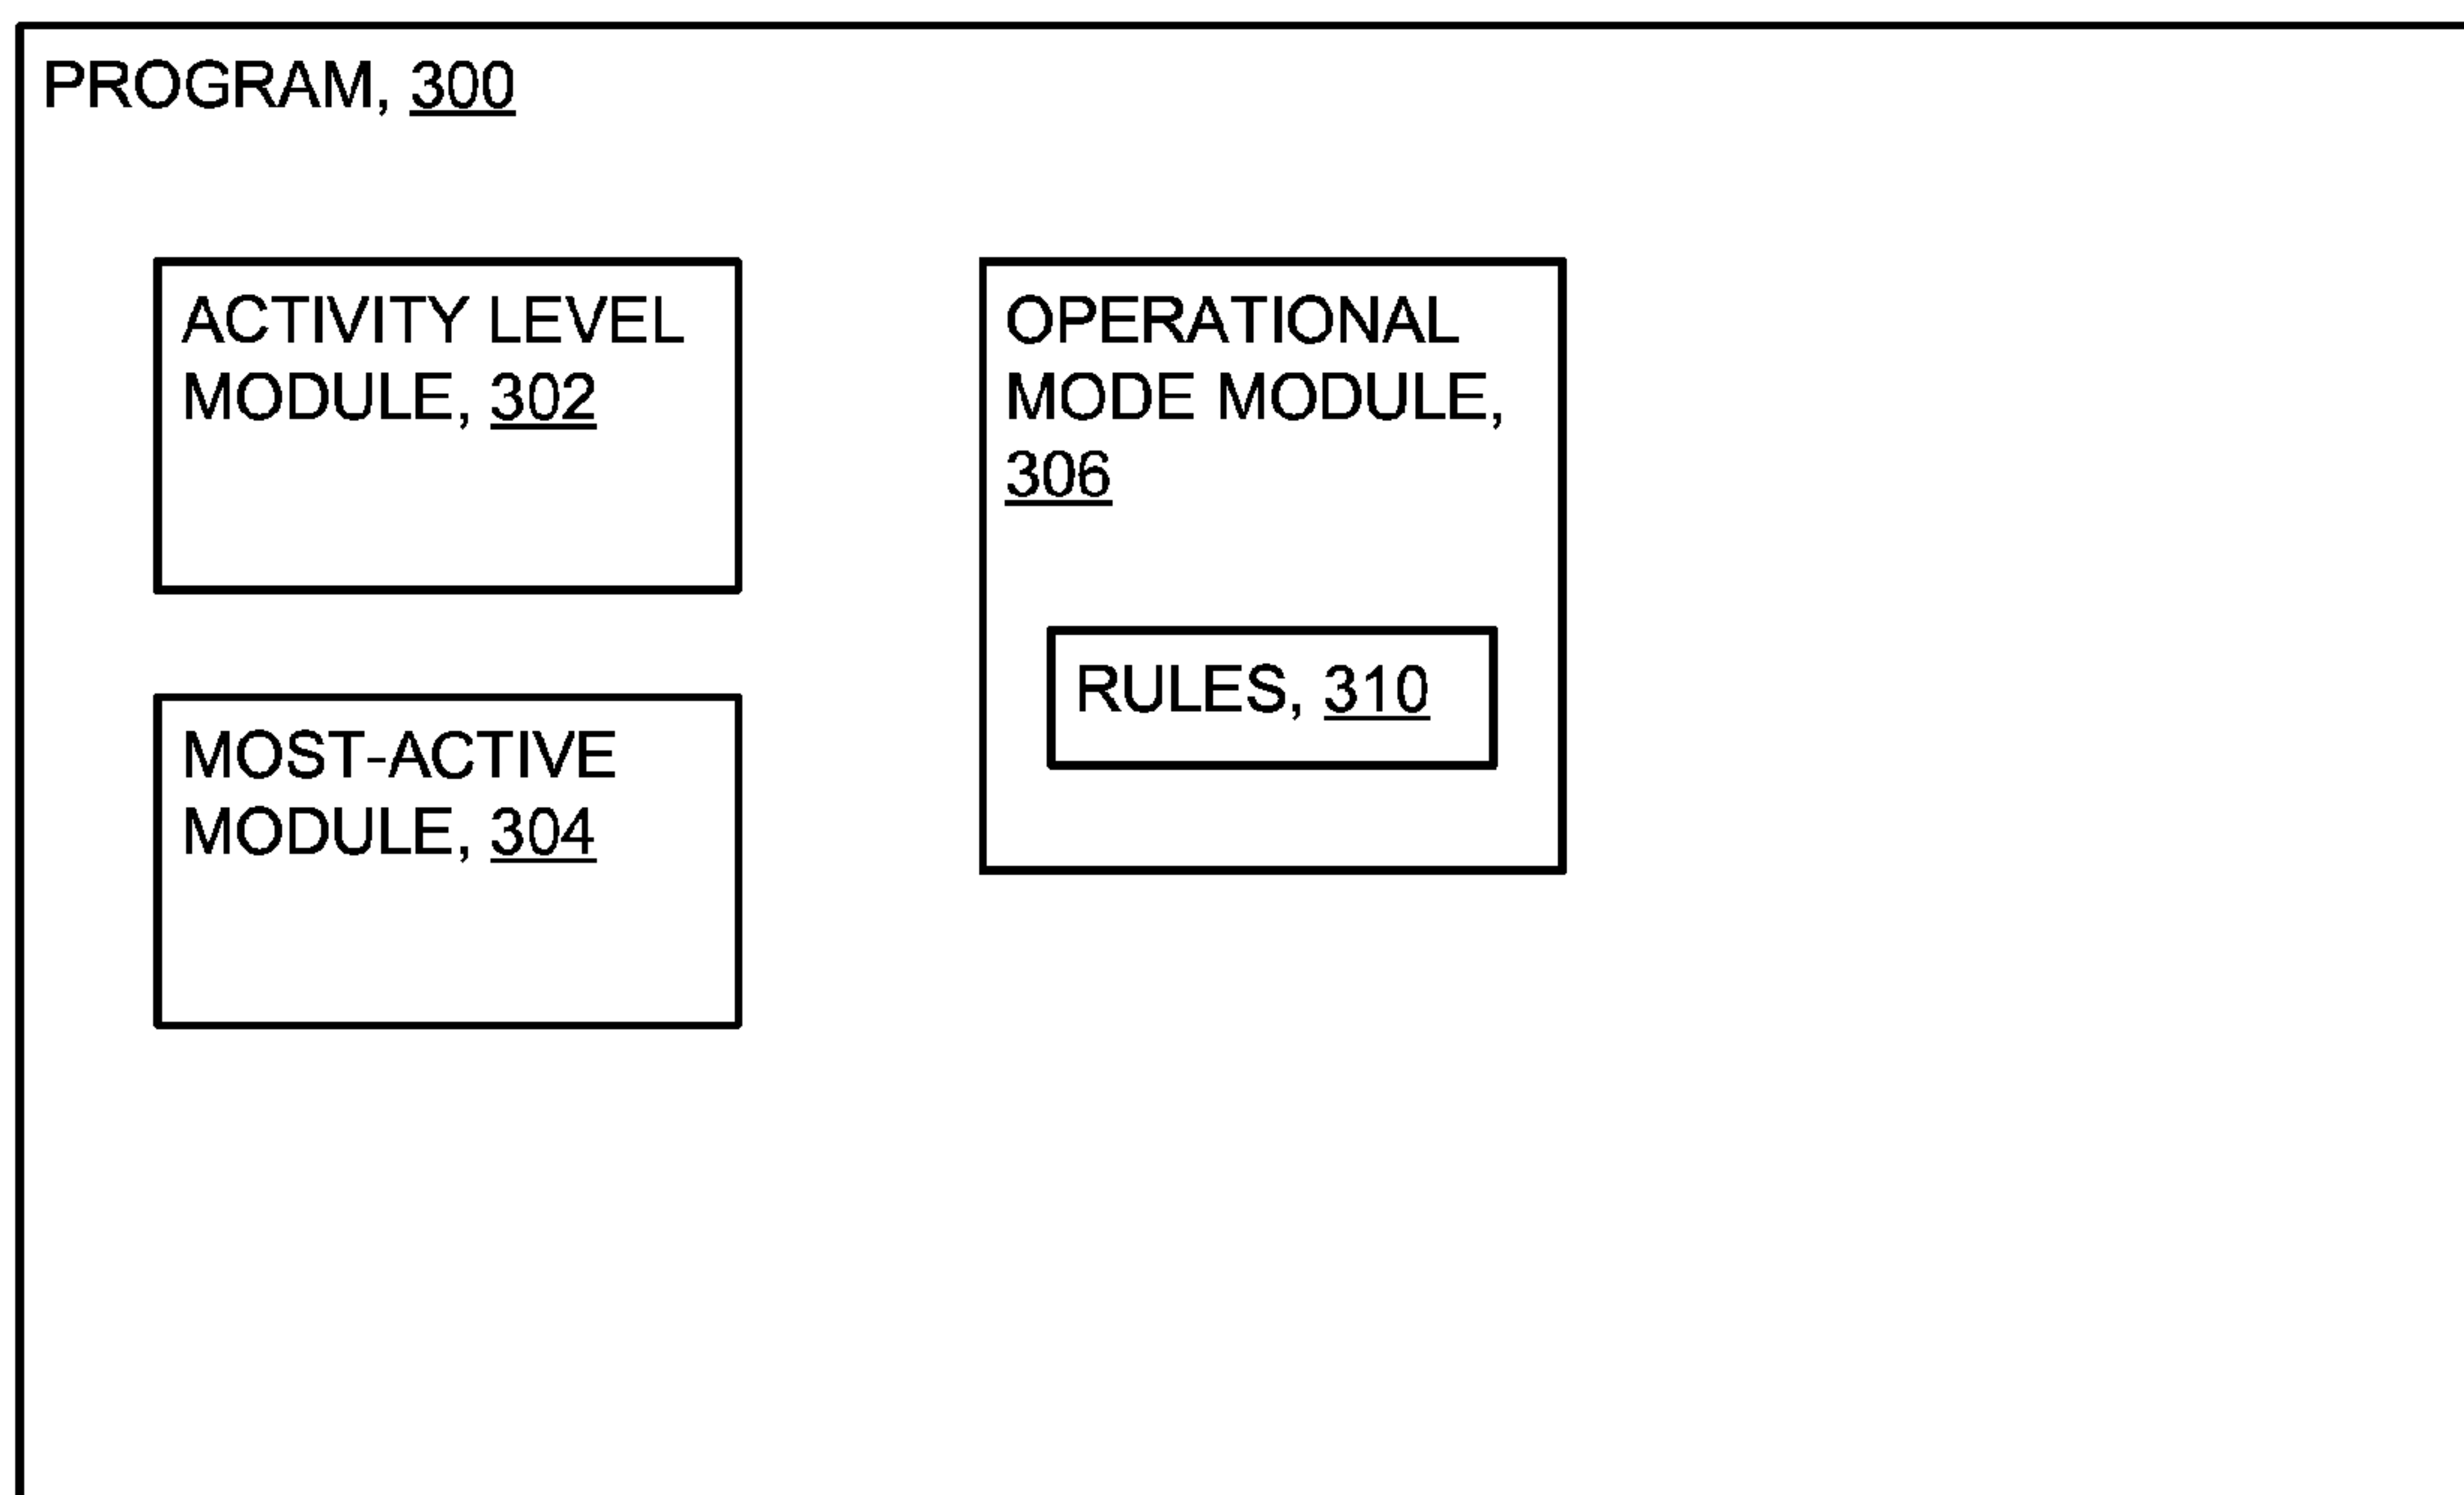 PROGRAM, 300
ACTIVITY LEVEL
MODULE, 302
MOST-ACTIVE
MODULE, 304
OPERATIONAL
MODE MODULE,
306
RULES, 310